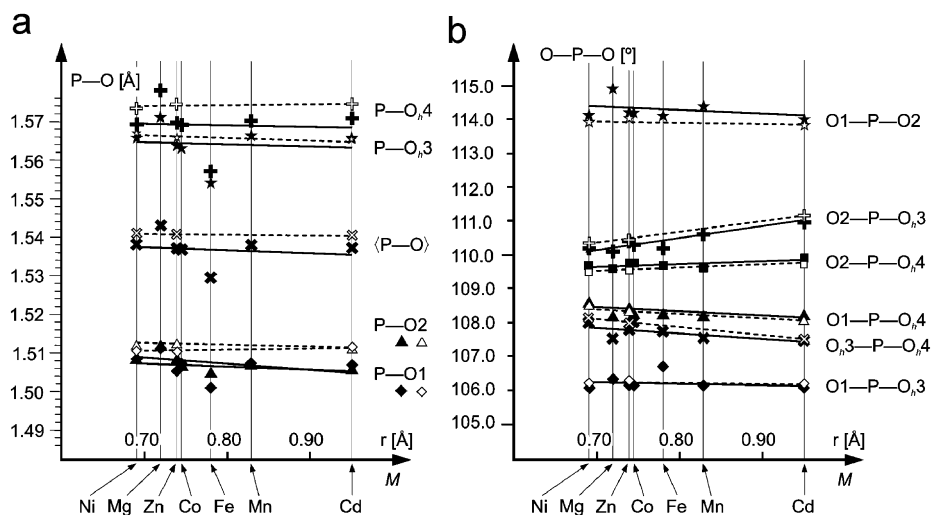 a
P—O [Å]
1.57
1.56
1.55
1.54
1.53
1.52
1.51
1.50
1.49
P—Oh4
P—Oh3
⟨P—O⟩
P—O2
P—O1
0.70 0.80 0.90 r [Å]
M
Ni Mg Zn Co Fe Mn Cd
b
O—P—O [º]
115.0
114.0
113.0
112.0
111.0
110.0
109.0
108.0
107.0
106.0
105.0
O1—P—O2
O2—P—Oh3
O2—P—Oh4
O1—P—Oh4
Oh3—P—Oh4
O1—P—Oh3
0.70 0.80 0.90 r [Å]
M
Ni Mg Zn Co Fe Mn Cd